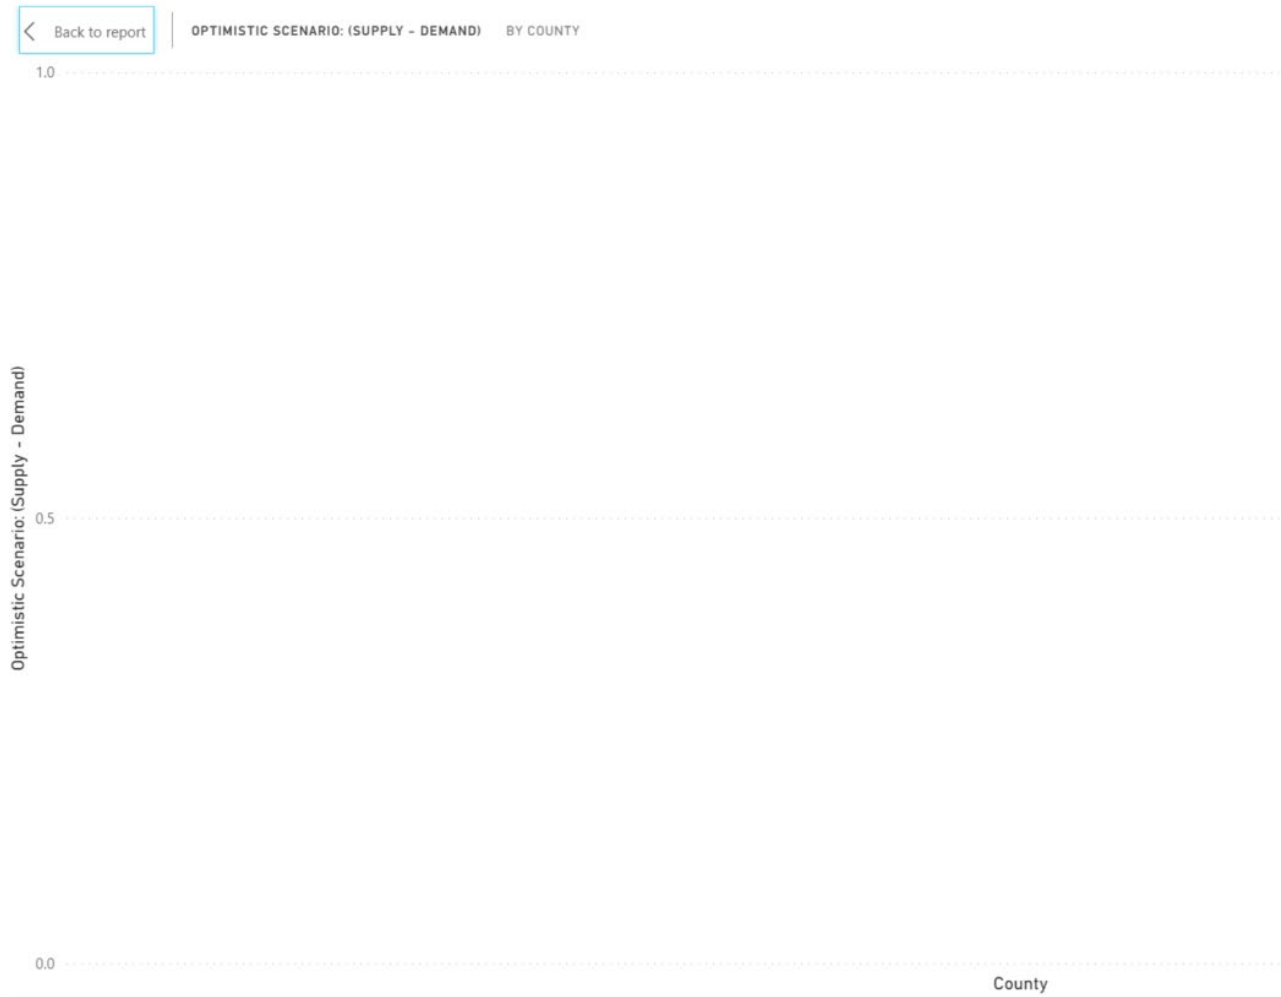 Back to report
OPTIMISTIC SCENARIO: (SUPPLY - DEMAND) BY COUNTY
1.0
Optimistic Scenario: (Supply - Demand)
0.5
0.0
County